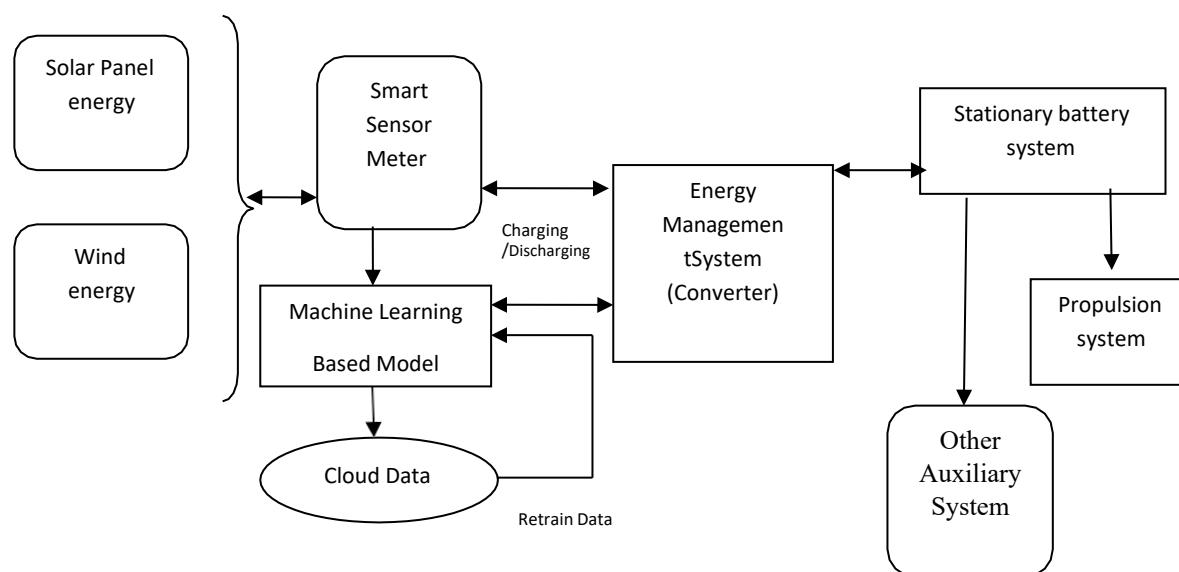 Solar Panel
energy
Wind
energy
Smart
Sensor
Meter
Charging
/Discharging
Machine Learning
Based Model
Cloud Data
Retrain Data
Energy
Managemen
tSystem
(Converter)
Stationary battery
system
Propulsion
system
Other
Auxiliary
System